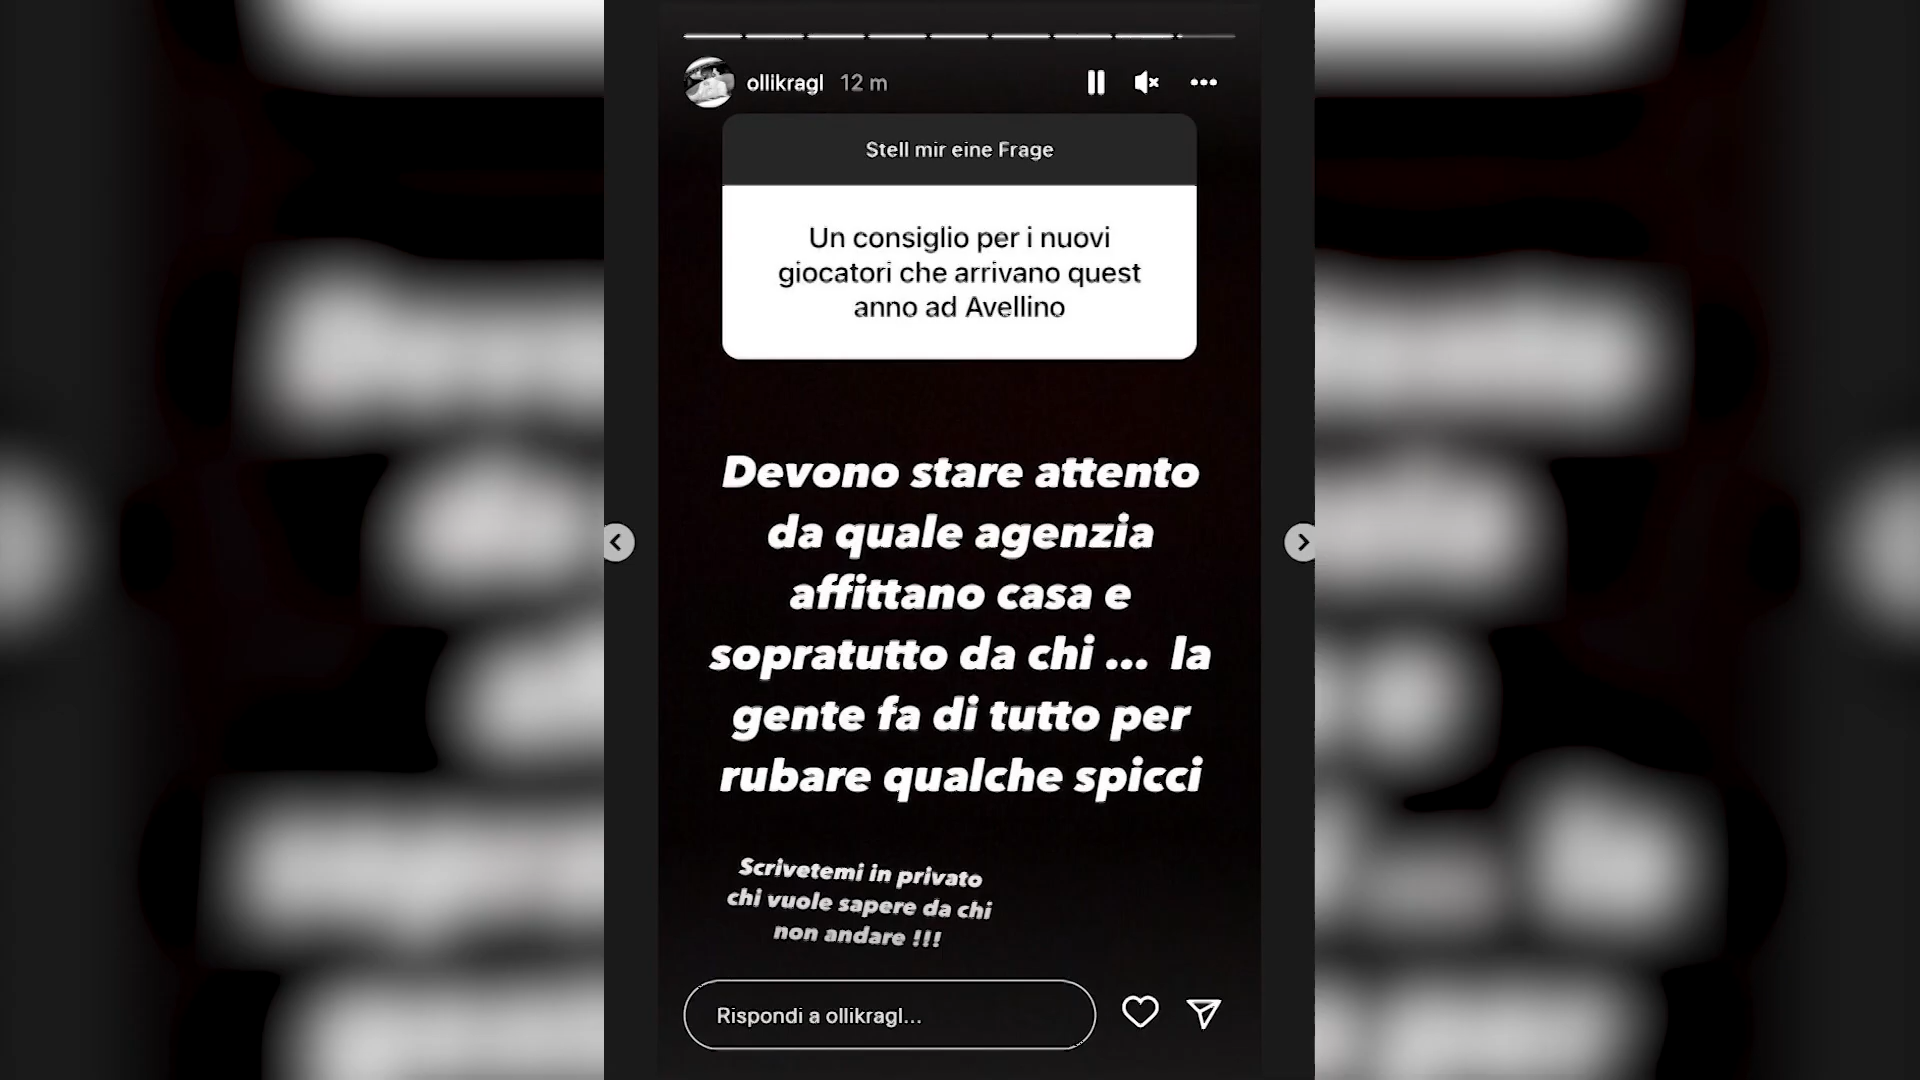 ollikragl 12 m
Stell mir eine Frage
Un consiglio per i nuovi
giocatori che arrivano quest
anno ad Avellino
Devono stare attento
da quale agenzia
affittano casa e
sopratutto da chi ... la
gente fa di tutto per
rubare qualche spicci
Scrivetemi in privato
chi vuole sapere da chi
non andare !!!
Rispondi a ollikragl...